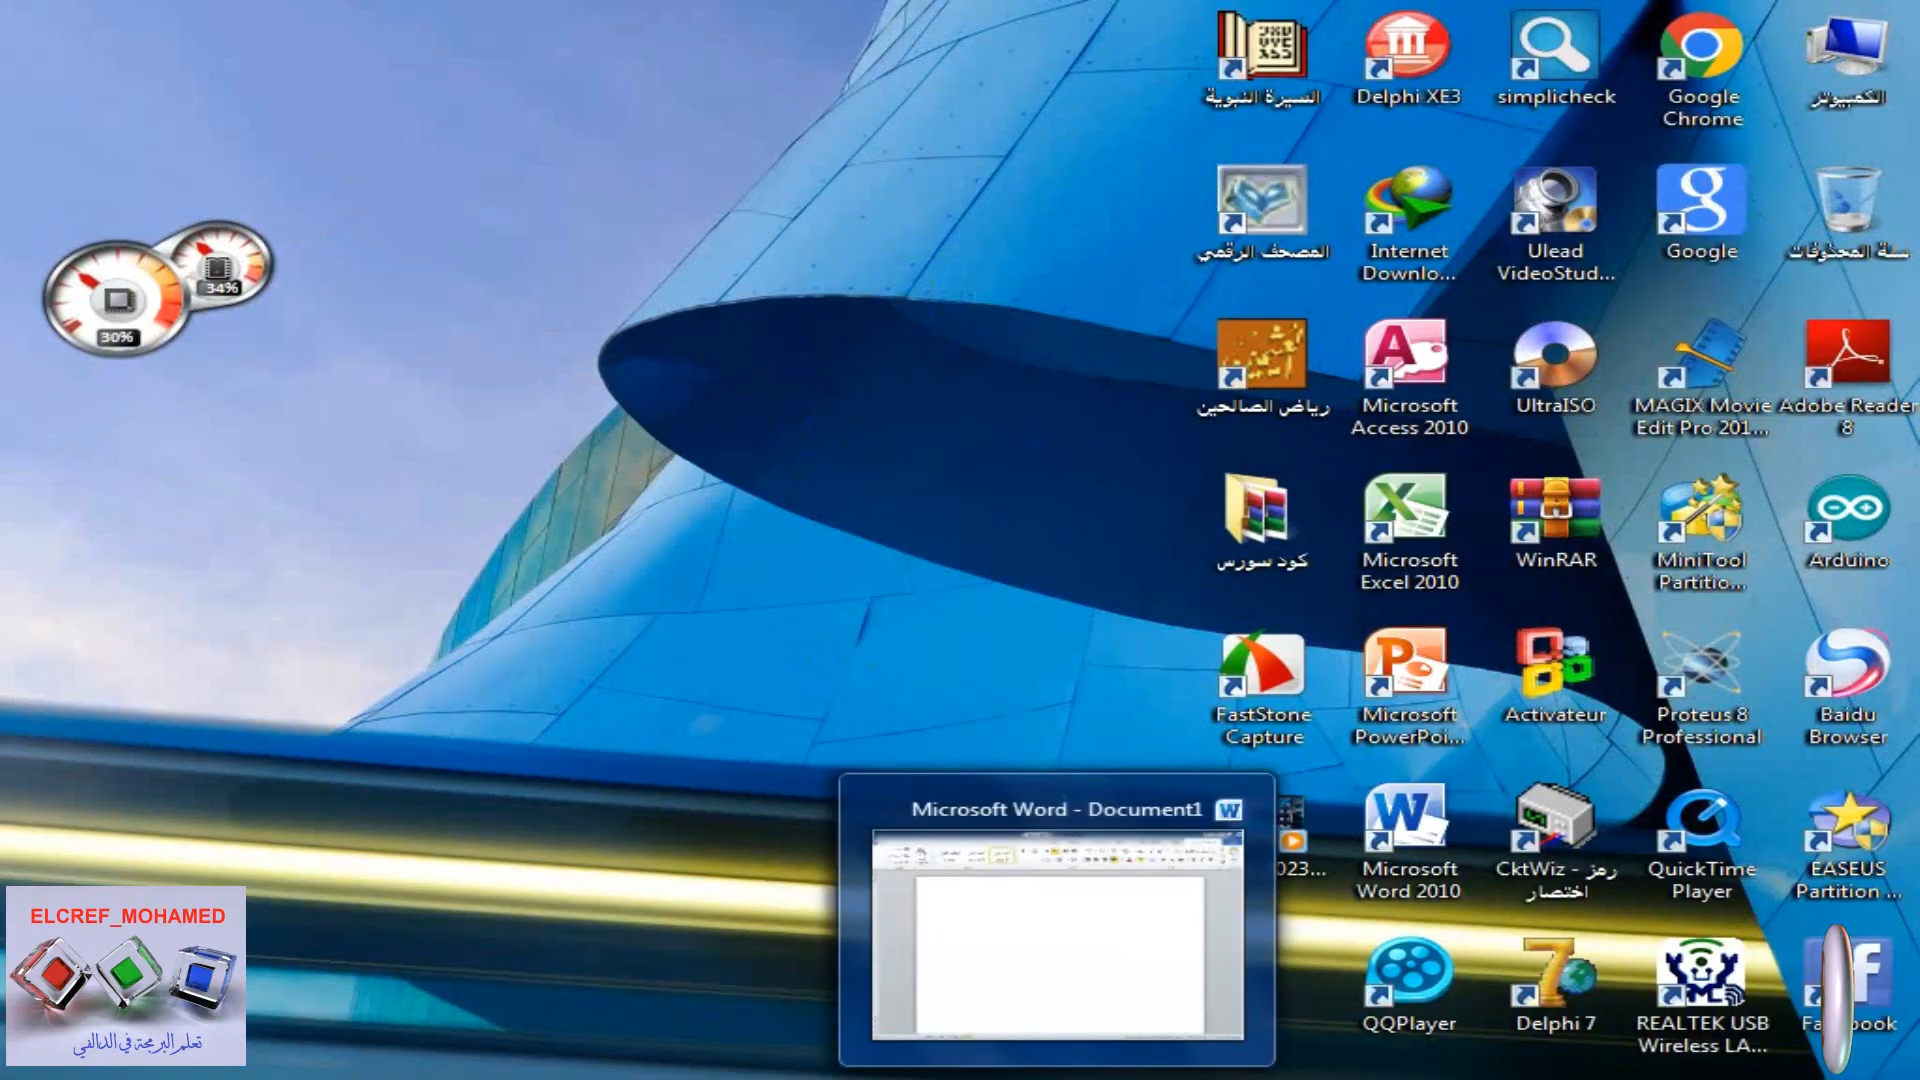 السيرة النبوية
Delphi XE3
simplicheck
Google
Chrome
الكمبيوتر
المصحف الرقمي
Internet
Downlo...
Ulead
VideoStud...
Google
سلة المحذوفات
34%
30%
رياض الصالحين
Microsoft
Access 2010
UltraISO
MAGIX Movie
Edit Pro 201...
Adobe Reader
8
كود سورس
Microsoft
Excel 2010
WinRAR
MiniTool
Partitio...
Arduino
FastStone
Capture
Microsoft
PowerPoi...
Activateur
Proteus 8
Professional
Baidu
Browser
Microsoft Word - Document1
023...
Microsoft
Word 2010
CktWiz - رمز
اختصار
QuickTime
Player
EASEUS
Partition ...
QQPlayer
Delphi 7
REALTEK USB
Wireless LA...
ELCREF_MOHAMED
تعلم البرمجة في الدالفي